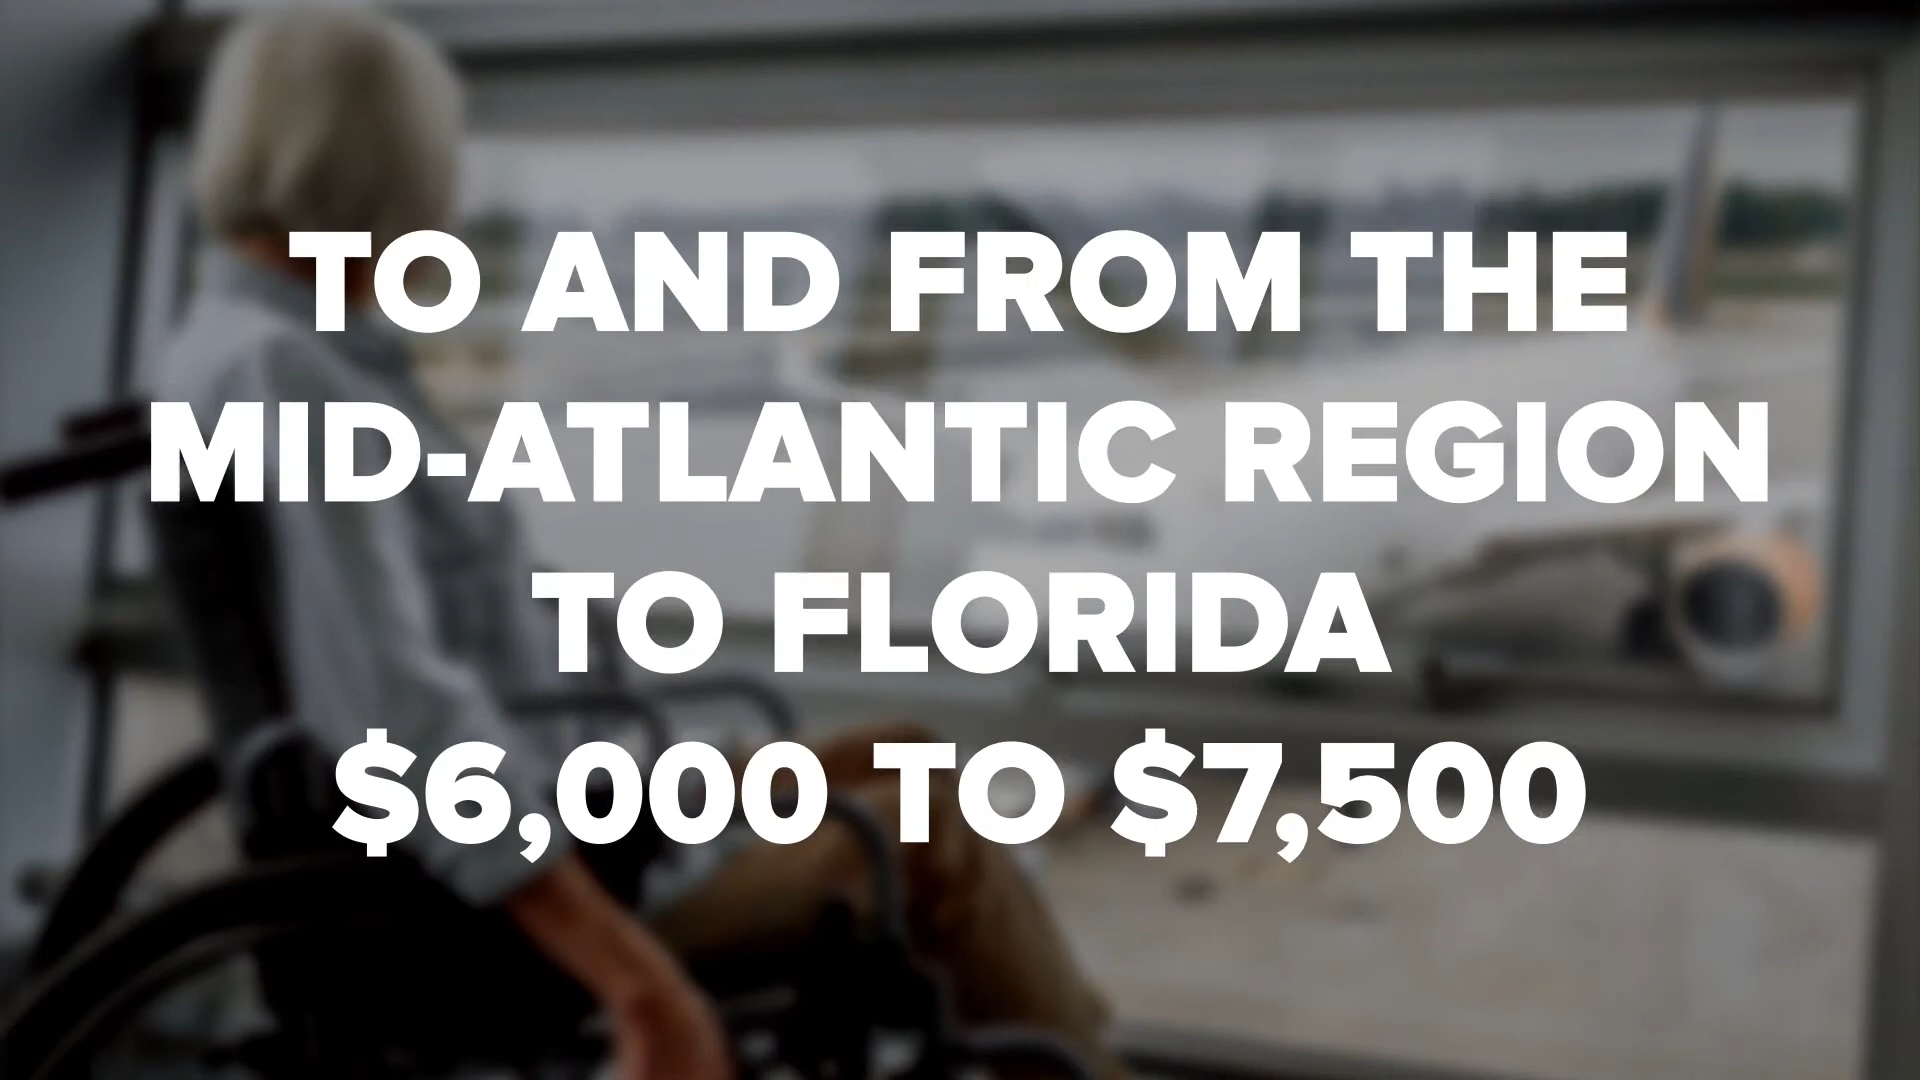 TO AND FROM THE
MID-ATLANTIC REGION
TO FLORIDA
$6,000 TO $7,500